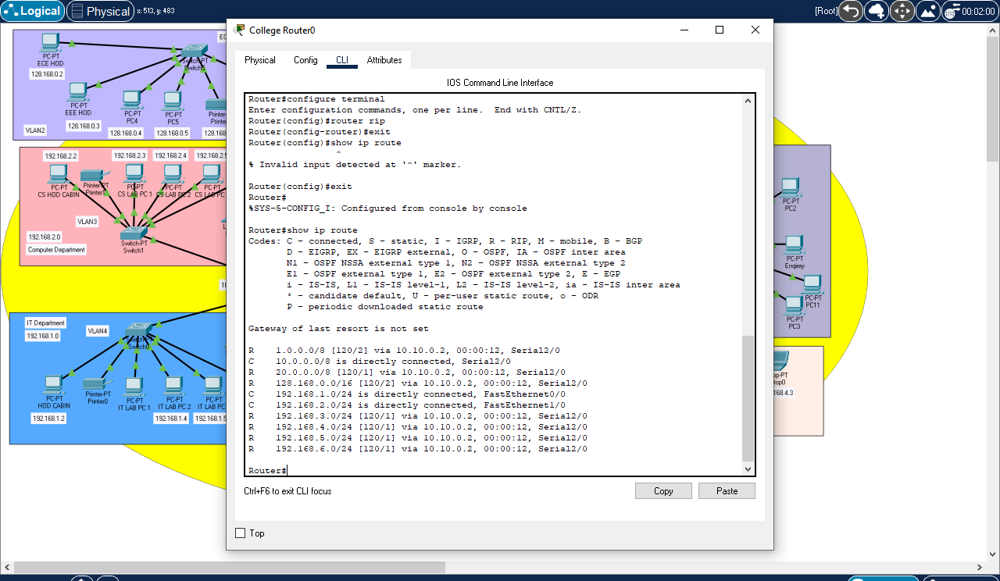 Logical
Physical
x: 513, y: 483
[Root]
00:02:00
College Router0
Physical
Config
CLI
Attributes
IOS Command Line Interface
Router#configure terminal
Enter configuration commands, one per line.  End with CNTL/Z.
Router(config)#router rip
Router(config-router)#exit
Router(config)#show ip route
^
% Invalid input detected at '^' marker.
Router(config)#exit
Router#
%SYS-5-CONFIG_I: Configured from console by console
Router#show ip route
Codes: C - connected, S - static, I - IGRP, R - RIP, M - mobile, B - BGP
D - EIGRP, EX - EIGRP external, O - OSPF, IA - OSPF inter area
N1 - OSPF NSSA external type 1, N2 - OSPF NSSA external type 2
E1 - OSPF external type 1, E2 - OSPF external type 2, E - EGP
i - IS-IS, L1 - IS-IS level-1, L2 - IS-IS level-2, ia - IS-IS inter area
* - candidate default, U - per-user static route, o - ODR
P - periodic downloaded static route
Gateway of last resort is not set
R    1.0.0.0/8 [120/2] via 10.10.0.2, 00:00:12, Serial2/0
C    10.0.0.0/8 is directly connected, Serial2/0
R    20.0.0.0/8 [120/1] via 10.10.0.2, 00:00:12, Serial2/0
R    128.168.0.0/16 [120/2] via 10.10.0.2, 00:00:12, Serial2/0
C    192.168.1.0/24 is directly connected, FastEthernet0/0
C    192.168.2.0/24 is directly connected, FastEthernet1/0
R    192.168.3.0/24 [120/1] via 10.10.0.2, 00:00:12, Serial2/0
R    192.168.4.0/24 [120/1] via 10.10.0.2, 00:00:12, Serial2/0
R    192.168.5.0/24 [120/1] via 10.10.0.2, 00:00:12, Serial2/0
R    192.168.6.0/24 [120/1] via 10.10.0.2, 00:00:12, Serial2/0
Router#
Ctrl+F6 to exit CLI focus
Copy
Paste
Top
PC-PT
ECE HOD
128.168.0.2
Switch-PT
PC-PT
EEE HOD
128.168.0.3
PC-PT
PC4
128.168.0.4
PC-PT
PC5
128.168.0.5
Printer
Printe
128.168
VLAN2
192.168.2.2
192.168.2.3
192.168.2.4
192.168.2.5
PC-PT
CS HOD CABIN
Printer-PT
PC-PT
CS LAB PC 1
PC-PT
CS LAB PC 2
PC-PT
CS LAB PC
VLAN3
192.168.2.0
Computer Department
Switch-PT
Switch1
10
IT Department
192.168.1.0
VLAN4
Switch0
PC-PT
HOD CABIN
192.168.1.2
Printer-PT
Printer0
PC-PT
IT LAB PC 1
PC-PT
IT LAB PC 2
192.168.1.4
PC-PT
IT LAB PC
192.168.1.5
PC-PT
PC2
PC-PT
Enqirey
PC-PT
PC11
PC-PT
PC3
op-PT
top0
168.4.3